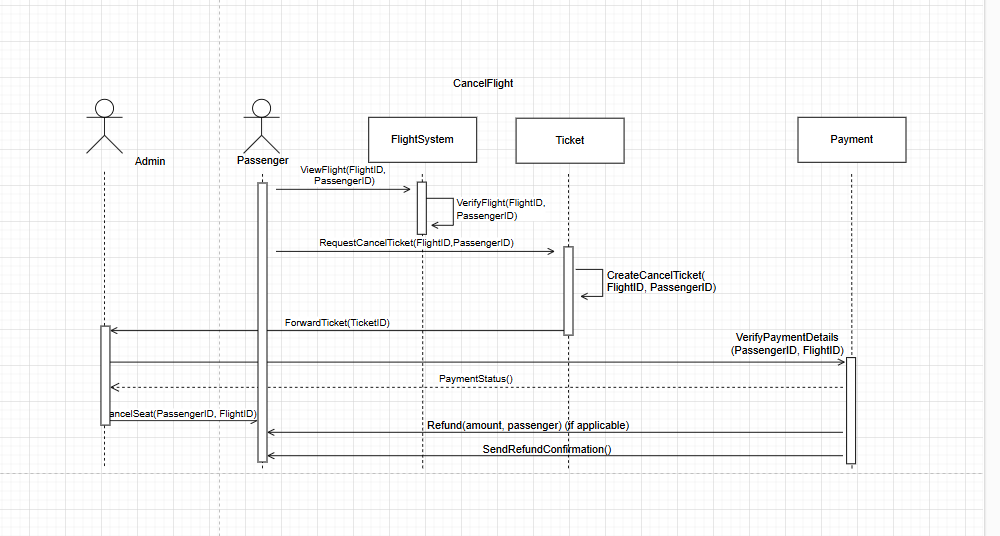 CancelFlight
Admin
Passenger
FlightSystem
Ticket
Payment
ViewFlight(FlightID,
PassengerID)
VerifyFlight(FlightID,
PassengerID)
RequestCancelTicket(FlightID,PassengerID)
CreateCancelTicket(
FlightID, PassengerID)
ForwardTicket(TicketID)
VerifyPaymentDetails
(PassengerID, FlightID)
PaymentStatus()
ancelSeat(PassengerID, FlightID)
Refund(amount, passenger) (if applicable)
SendRefundConfirmation()